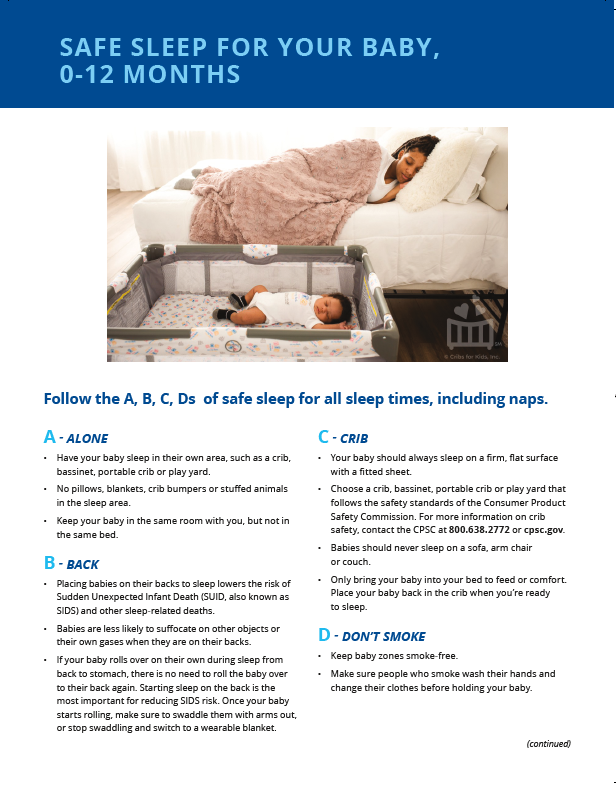 SAFE SLEEP FOR YOUR BABY,
0-12 MONTHS
SM
© Cribs for Kids, Inc.
Follow the A, B, C, Ds of safe sleep for all sleep times, including naps.
A - ALONE
• Have your baby sleep in their own area, such as a crib,
bassinet, portable crib or play yard.
• No pillows, blankets, crib bumpers or stuffed animals
in the sleep area.
• Keep your baby in the same room with you, but not in
the same bed.
B - BACK
• Placing babies on their backs to sleep lowers the risk of
Sudden Unexpected Infant Death (SUID, also known as
SIDS) and other sleep-related deaths.
• Babies are less likely to suffocate on other objects or
their own gases when they are on their backs.
• If your baby rolls over on their own during sleep from
back to stomach, there is no need to roll the baby over
to their back again. Starting sleep on the back is the
most important for reducing SIDS risk. Once your baby
starts rolling, make sure to swaddle them with arms out,
or stop swaddling and switch to a wearable blanket.
C - CRIB
• Your baby should always sleep on a firm, flat surface
with a fitted sheet.
• Choose a crib, bassinet, portable crib or play yard that
follows the safety standards of the Consumer Product
Safety Commission. For more information on crib
safety, contact the CPSC at 800.638.2772 or cpsc.gov.
• Babies should never sleep on a sofa, arm chair
or couch.
• Only bring your baby into your bed to feed or comfort.
Place your baby back in the crib when you're ready
to sleep.
D - DON'T SMOKE
• Keep baby zones smoke-free.
• Make sure people who smoke wash their hands and
change their clothes before holding your baby.
(continued)